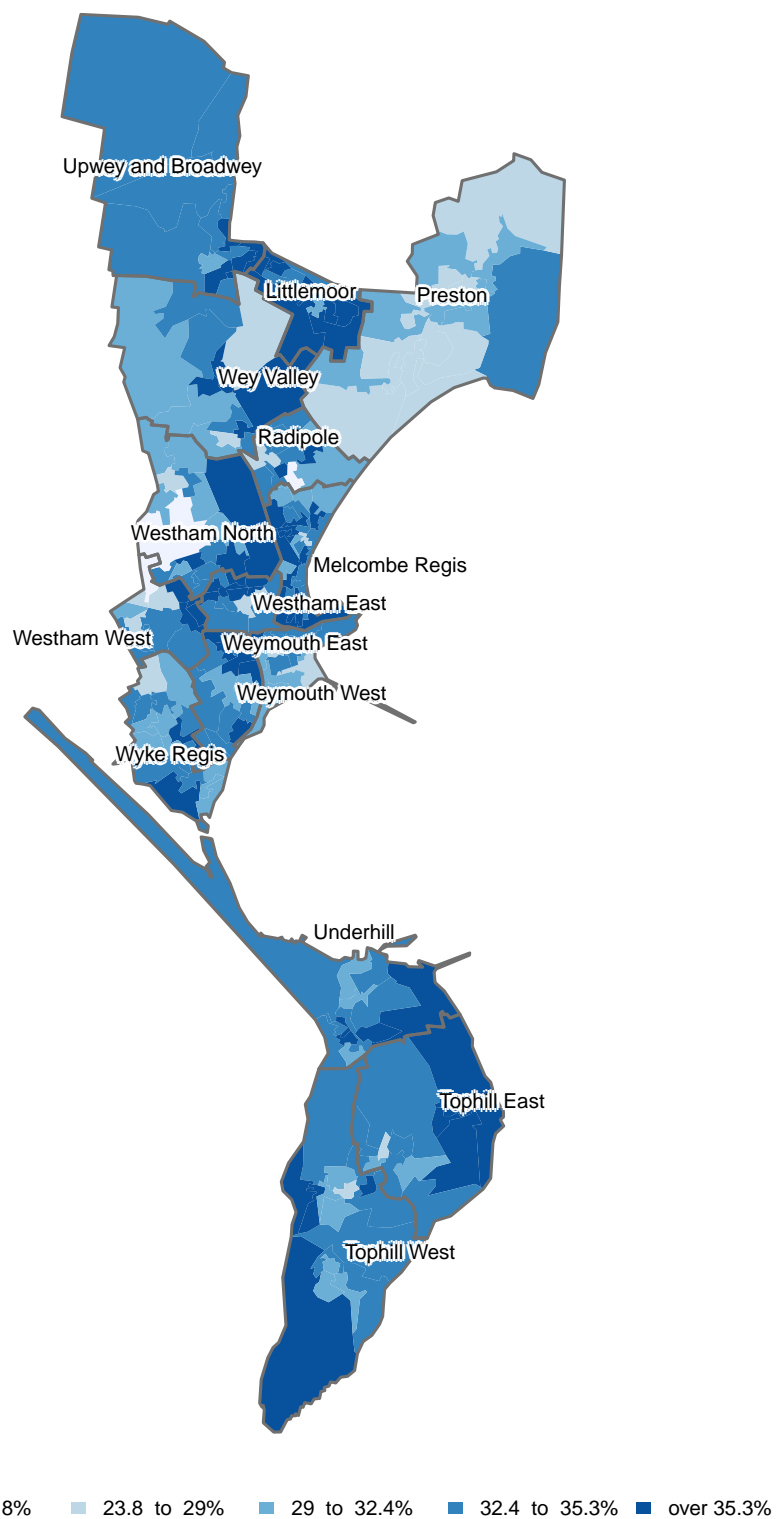 Upwey and Broadwey
Littlemoor
Preston
Wey Valley
Radipole
Westham North
Melcombe Regis
Westham East
Westham West
Weymouth East
Weymouth West
Wyke Regis
Underhill
Tophill East
Tophill West
8% 23.8 to 29% 29 to 32.4% 32.4 to 35.3% over 35.3%